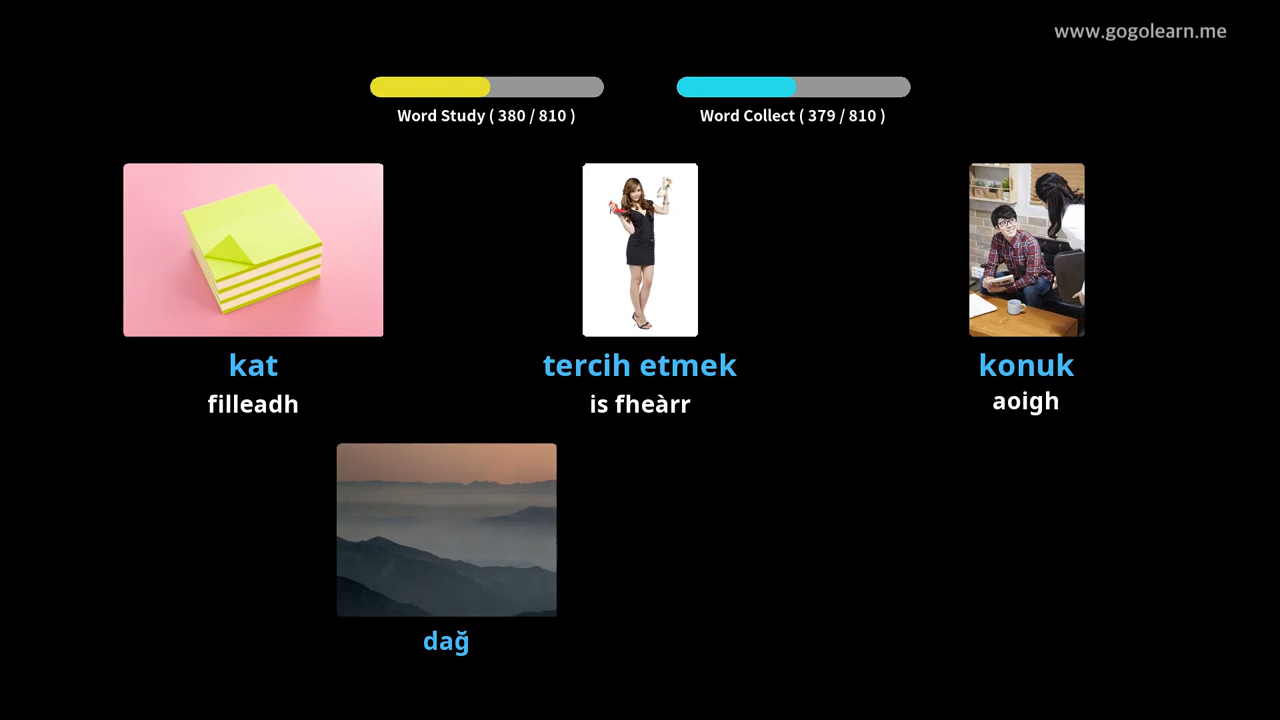 www.gogolearn.me
Word Study ( 380 / 810 )
Word Collect ( 379 / 810 )
kat
filleadh
tercih etmek
is fheàrr
konuk
aoigh
dağ